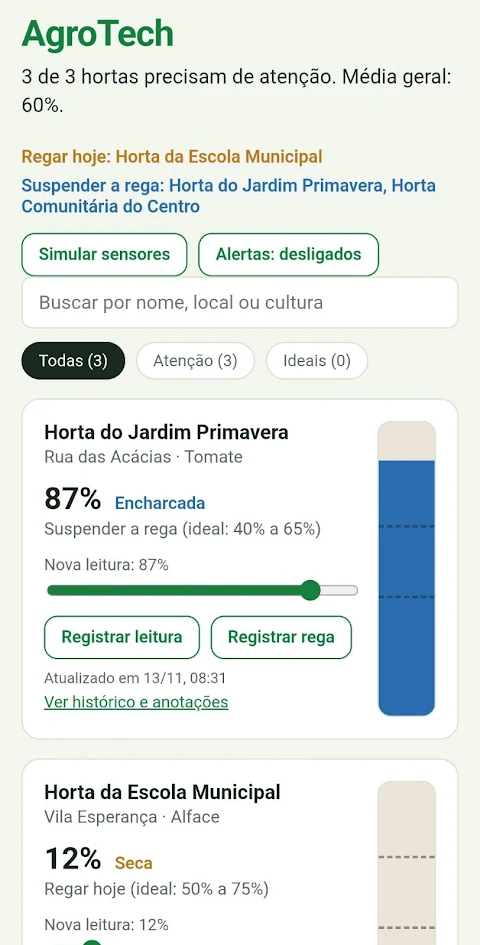 AgroTech
3 de 3 hortas precisam de atenção. Média geral:
60%.
Regar hoje: Horta da Escola Municipal
Suspender a rega: Horta do Jardim Primavera, Horta
Comunitária do Centro
Simular sensores
Alertas: desligados
Buscar por nome, local ou cultura
Todas (3)
Atenção (3)
Ideais (0)
Horta do Jardim Primavera
Rua das Acácias · Tomate
87% Encharcada
Suspender a rega (ideal: 40% a 65%)
Nova leitura: 87%
Registrar leitura
Registrar rega
Atualizado em 13/11, 08:31
Ver histórico e anotações
Horta da Escola Municipal
Vila Esperança · Alface
12% Seca
Regar hoje (ideal: 50% a 75%)
Nova leitura: 12%